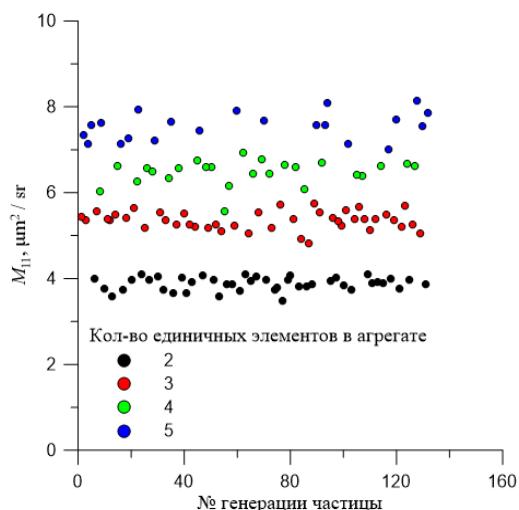 10
8
6
4
2
0
M11, μm² / sr
Кол-во единичных элементов в агрегате
2
3
4
5
0 40 80 120 160
№ генерации частицы